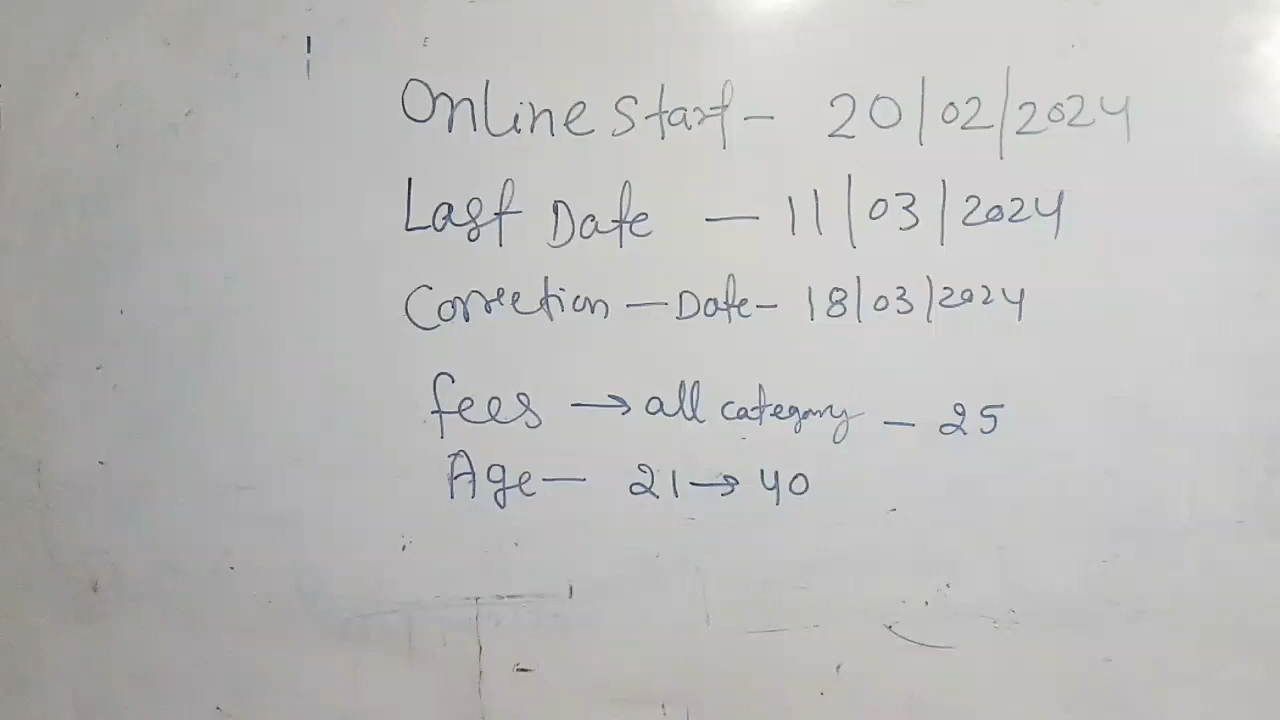 Online Start - 20/02/2024
Last Date - 11/03/2024
Correction - Date - 18/03/2024
fees → all category - 25
Age - 21 → 40